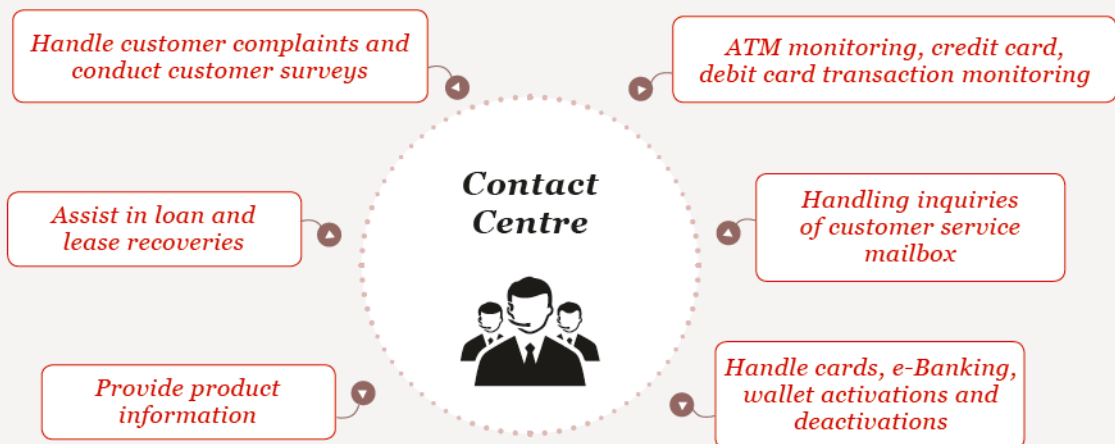 Handle customer complaints and
conduct customer surveys
ATM monitoring, credit card,
debit card transaction monitoring
Contact
Centre
Assist in loan and
lease recoveries
Handling inquiries
of customer service
mailbox
Provide product
information
Handle cards, e-Banking,
wallet activations and
deactivations